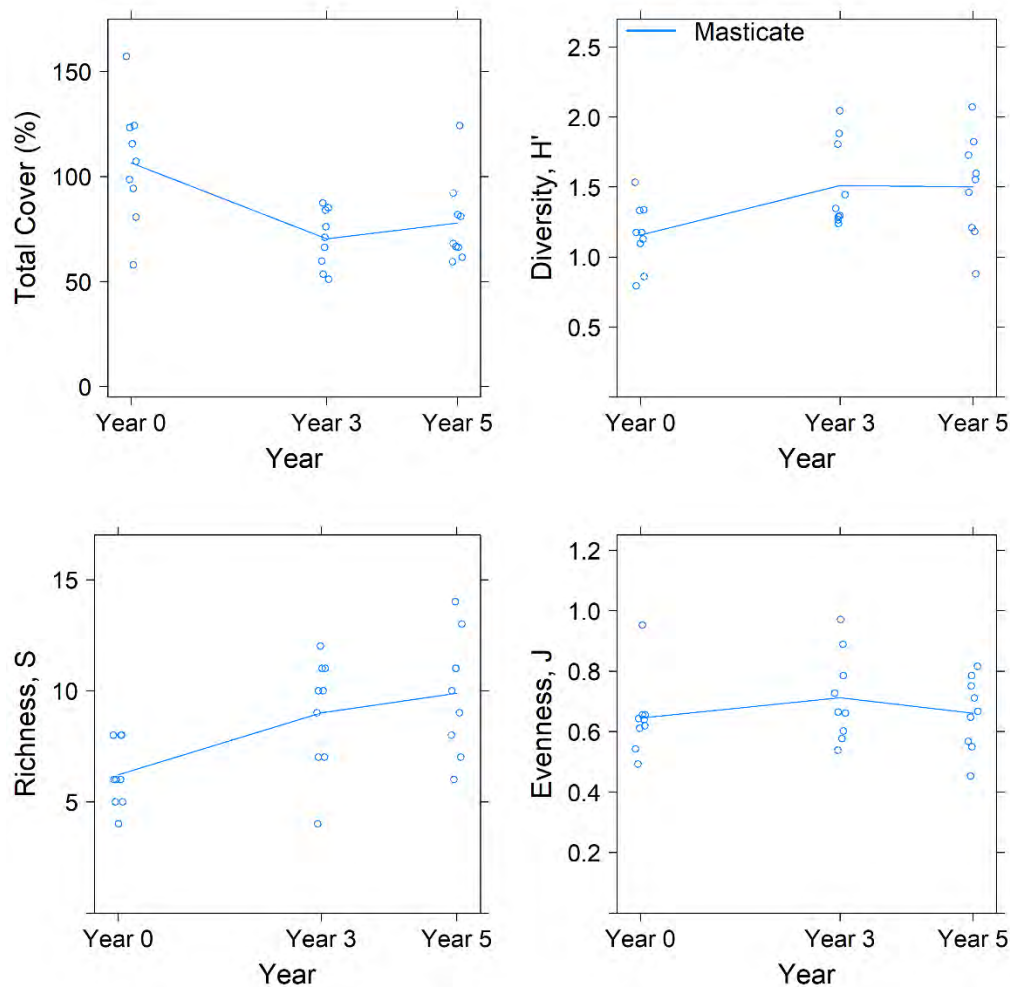 Total Cover (%)
150
100
50
0
Year 0 Year 3 Year 5
Year
Masticate
Diversity, H'
2.5
2.0
1.5
1.0
0.5
Year 0 Year 3 Year 5
Year
Richness, S
15
10
5
Year 0 Year 3 Year 5
Year
Evenness, J
1.2
1.0
0.8
0.6
0.4
0.2
Year 0 Year 3 Year 5
Year